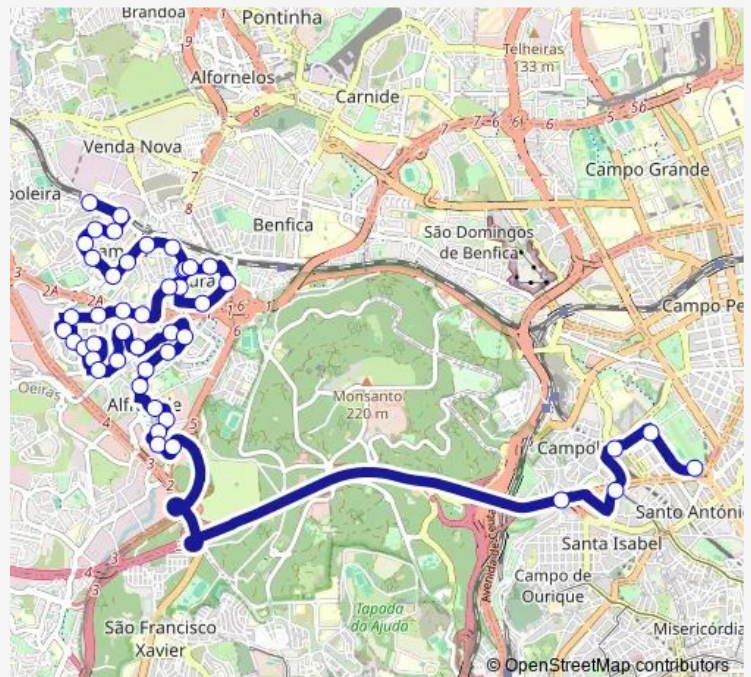 Brandoa
Pontinha
Telheiras
133 m
Alfornelos
Carnide
Venda Nova
Campo Grande
Benfica
São Domingos
de Benfica
Campo Pe
Oeiras
Monsanto
220 m
Campol
Santo Antóni
Santa Isabel
Avenida de Ceuta
Campo de
Ourique
Tapada
da Ajuda
São Francisco
Xavier
Misericórdia
© OpenStreetMap contributors